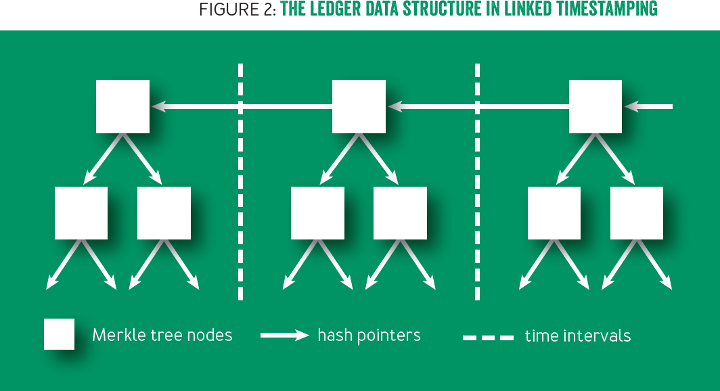 FIGURE 2: THE LEDGER DATA STRUCTURE IN LINKED TIMESTAMPING
Merkle tree nodes
hash pointers
time intervals